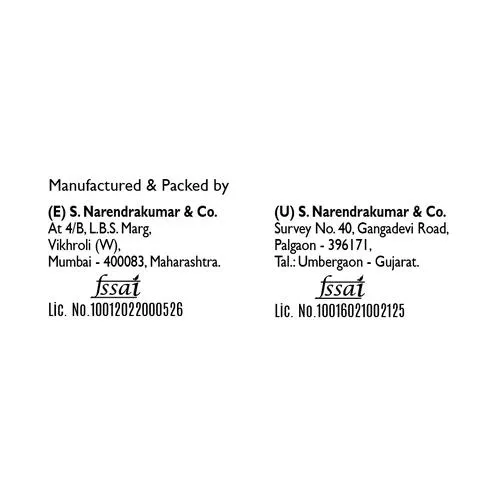 Manufactured & Packed by
(E) S. Narendrakumar & Co.
At 4/B, L.B.S. Marg,
Vikhroli (W),
Mumbai - 400083, Maharashtra.
fssai
Lic. No.10012022000526
(U) S. Narendrakumar & Co.
Survey No. 40, Gangadevi Road,
Palgaon - 396171,
Tal.: Umbergaon - Gujarat.
fssai
Lic. No.10016021002125